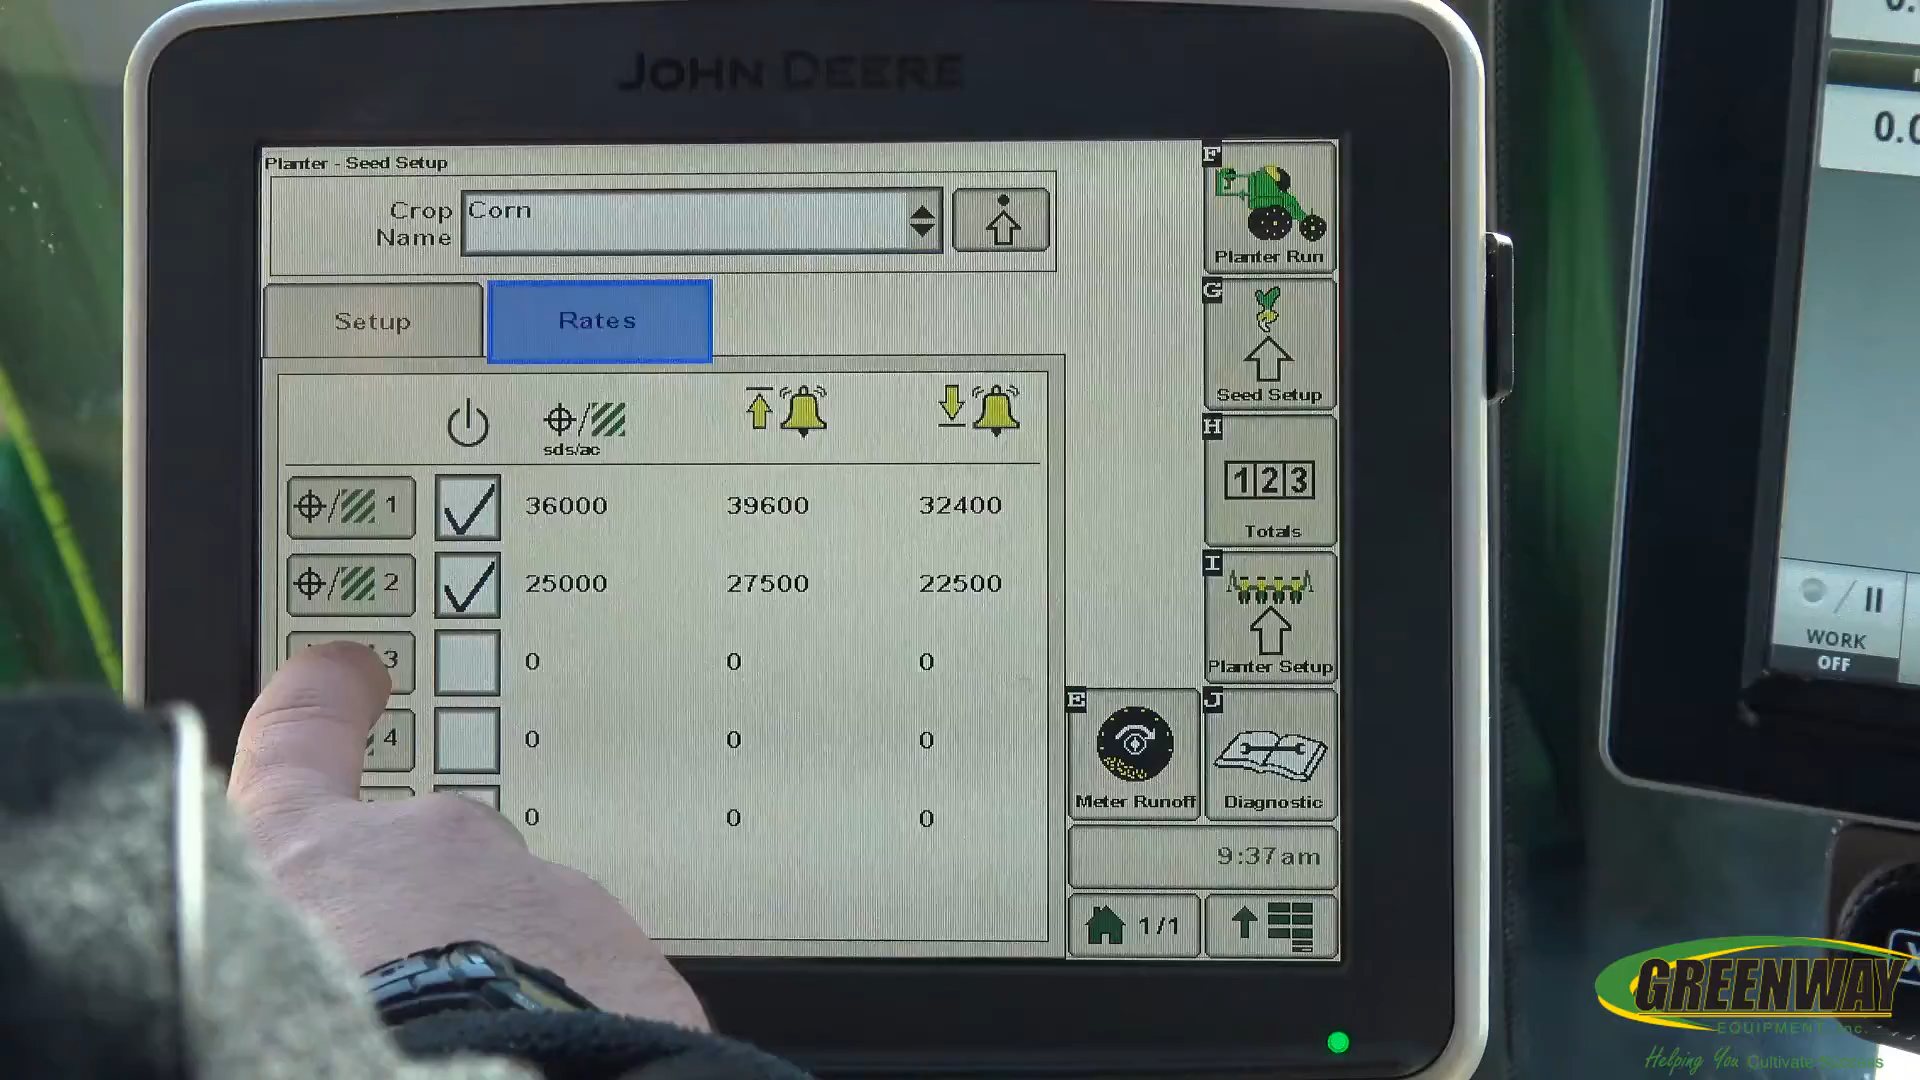 JOHN DEERE
Planter - Seed Setup
Crop Name
Corn
Setup
Rates
sds/ac
1
36000
39600
32400
2
25000
27500
22500
3
0
0
0
4
0
0
0
0
0
0
F
Planter Run
G
Seed Setup
H
1 2 3
Totals
I
Planter Setup
E
Meter Runoff
J
Diagnostic
9:37am
1/1
WORK
OFF
GREENWAY
EQUIPMENT, Inc.
Helping You Cultivate